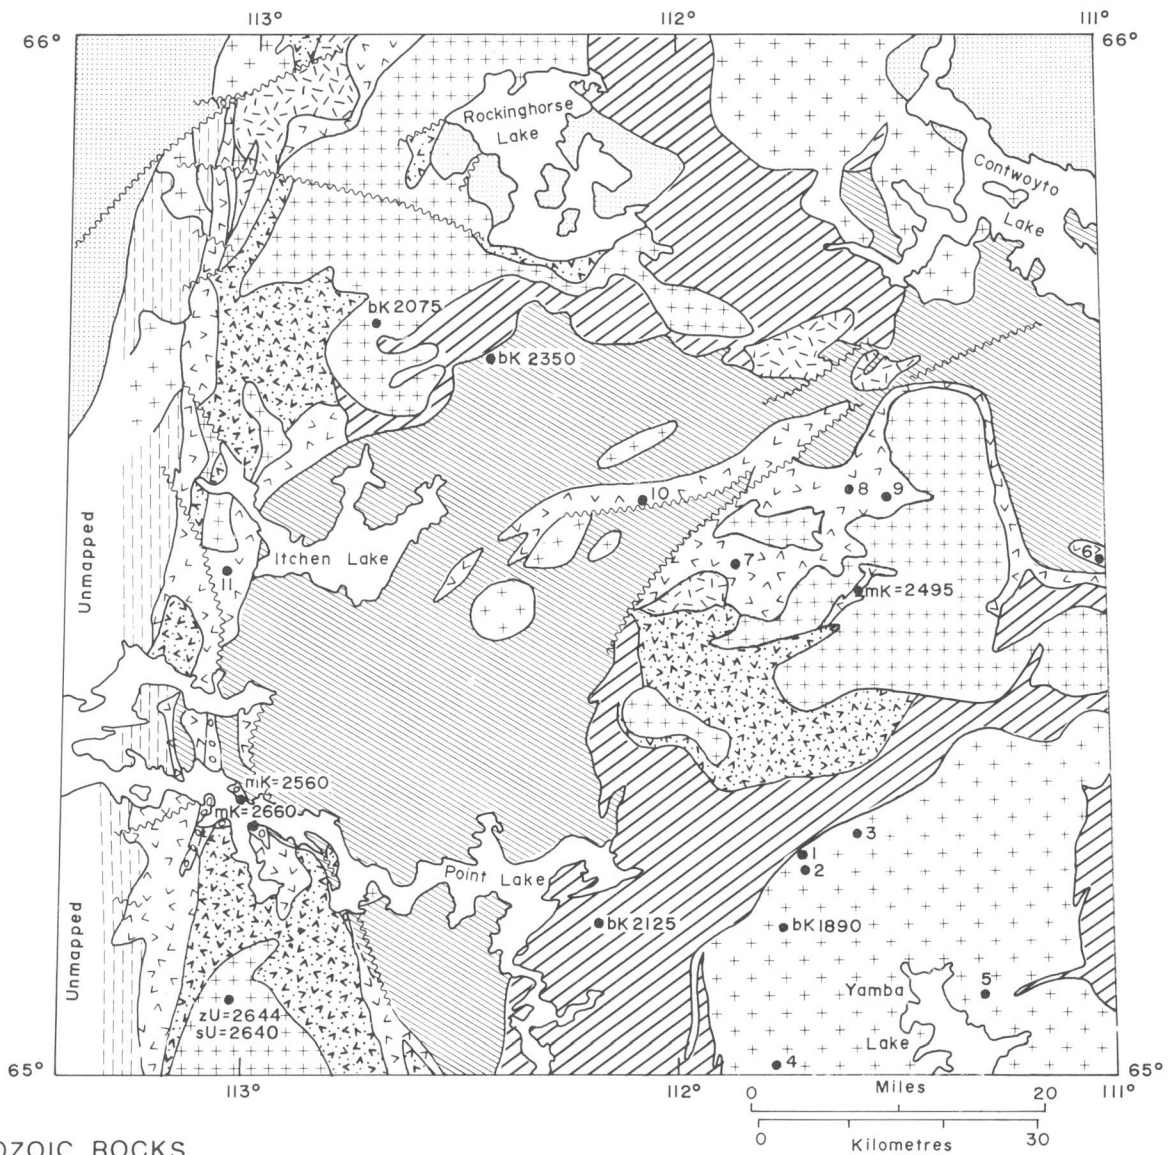 113°
112°
111°
66°
66°
Rockinghorse
Lake
Contwoyto
Lake
bK 2075
bK 2350
10
8
9
Unmapped
Itchen Lake
7
6
11
mK=2495
mK=2560
mK=2660
3
1
2
Point Lake
bK 2125
bK 1890
Unmapped
Yamba
Lake
5
zU=2644
sU=2640
4
65°
65°
113°
112°
111°
Miles
0
20
0
30
Kilometres
OZOIC ROCKS